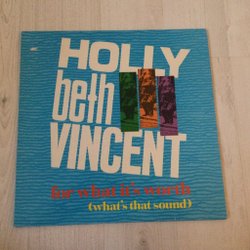 HOLLY
beth
VINCENT
for what it's worth
(what's that sound)